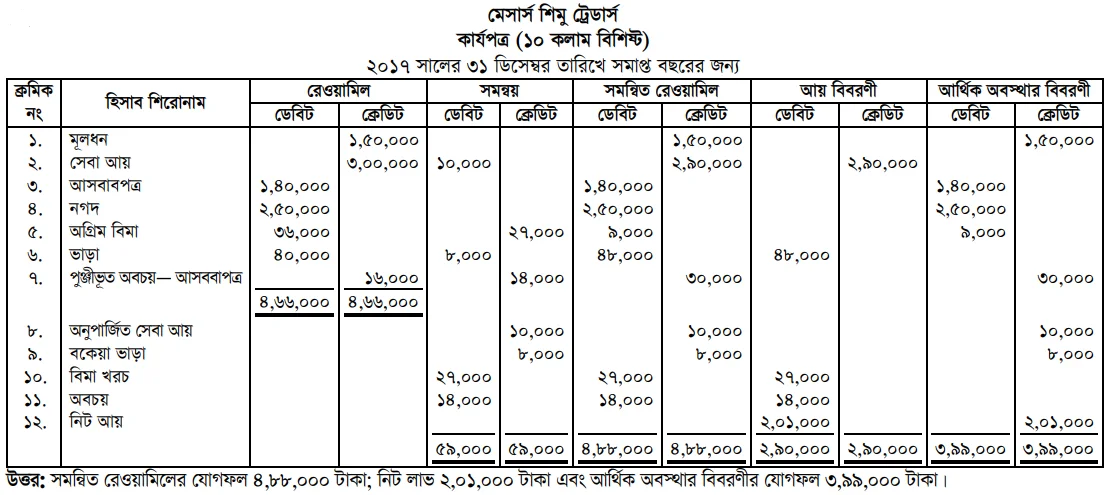 মেসার্স শিমু ট্রেডার্স
কার্যপত্র (১০ কলাম বিশিষ্ট)
২০১৭ সালের ৩১ ডিসেম্বর তারিখে সমাপ্ত বছরের জন্য
ক্রমিক নং হিসাব শিরোনাম রেওয়ামিল সমন্বয় সমন্বিত রেওয়ামিল আয় বিবরণী আর্থিক অবস্থার বিবরণী
ডেবিট ক্রেডিট ডেবিট ক্রেডিট ডেবিট ক্রেডিট ডেবিট ক্রেডিট ডেবিট ক্রেডিট
১. মূলধন ১,৫০,০০০ ১,৫০,০০০ ১,৫০,০০০
২. সেবা আয় ৩,০০,০০০ ১০,০০০ ২,৯০,০০০ ২,৯০,০০০
৩. আসবাবপত্র ১,৪০,০০০ ১,৪০,০০০ ১,৪০,০০০
৪. নগদ ২,৫০,০০০ ২,৫০,০০০ ২,৫০,০০০
৫. অগ্রিম বিমা ৩৬,০০০ ২৭,০০০ ৯,০০০ ৯,০০০
৬. ভাড়া ৪০,০০০ ৮,০০০ ৪৮,০০০ ৪৮,০০০
৭. পুঞ্জীভূত অবচয়— আসববাপত্র ১৬,০০০ ১৪,০০০ ৩০,০০০ ৩০,০০০
৪,৬৬,০০০ ৪,৬৬,০০০
৮. অনুপার্জিত সেবা আয় ১০,০০০ ১০,০০০ ১০,০০০
৯. বকেয়া ভাড়া ৮,০০০ ৮,০০০ ৮,০০০
১০. বিমা খরচ ২৭,০০০ ২৭,০০০ ২৭,০০০
১১. অবচয় ১৪,০০০ ১৪,০০০ ১৪,০০০
১২. নিট আয় ২,০১,০০০ ২,০১,০০০
৫৯,০০০ ৫৯,০০০ ৪,৮৮,০০০ ৪,৮৮,০০০ ২,৯০,০০০ ২,৯০,০০০ ৩,৯৯,০০০ ৩,৯৯,০০০
উত্তর: সমন্বিত রেওয়ামিলের যোগফল ৪,৮৮,০০০ টাকা; নিট লাভ ২,০১,০০০ টাকা এবং আর্থিক অবস্থার বিবরণীর যোগফল ৩,৯৯,০০০ টাকা।